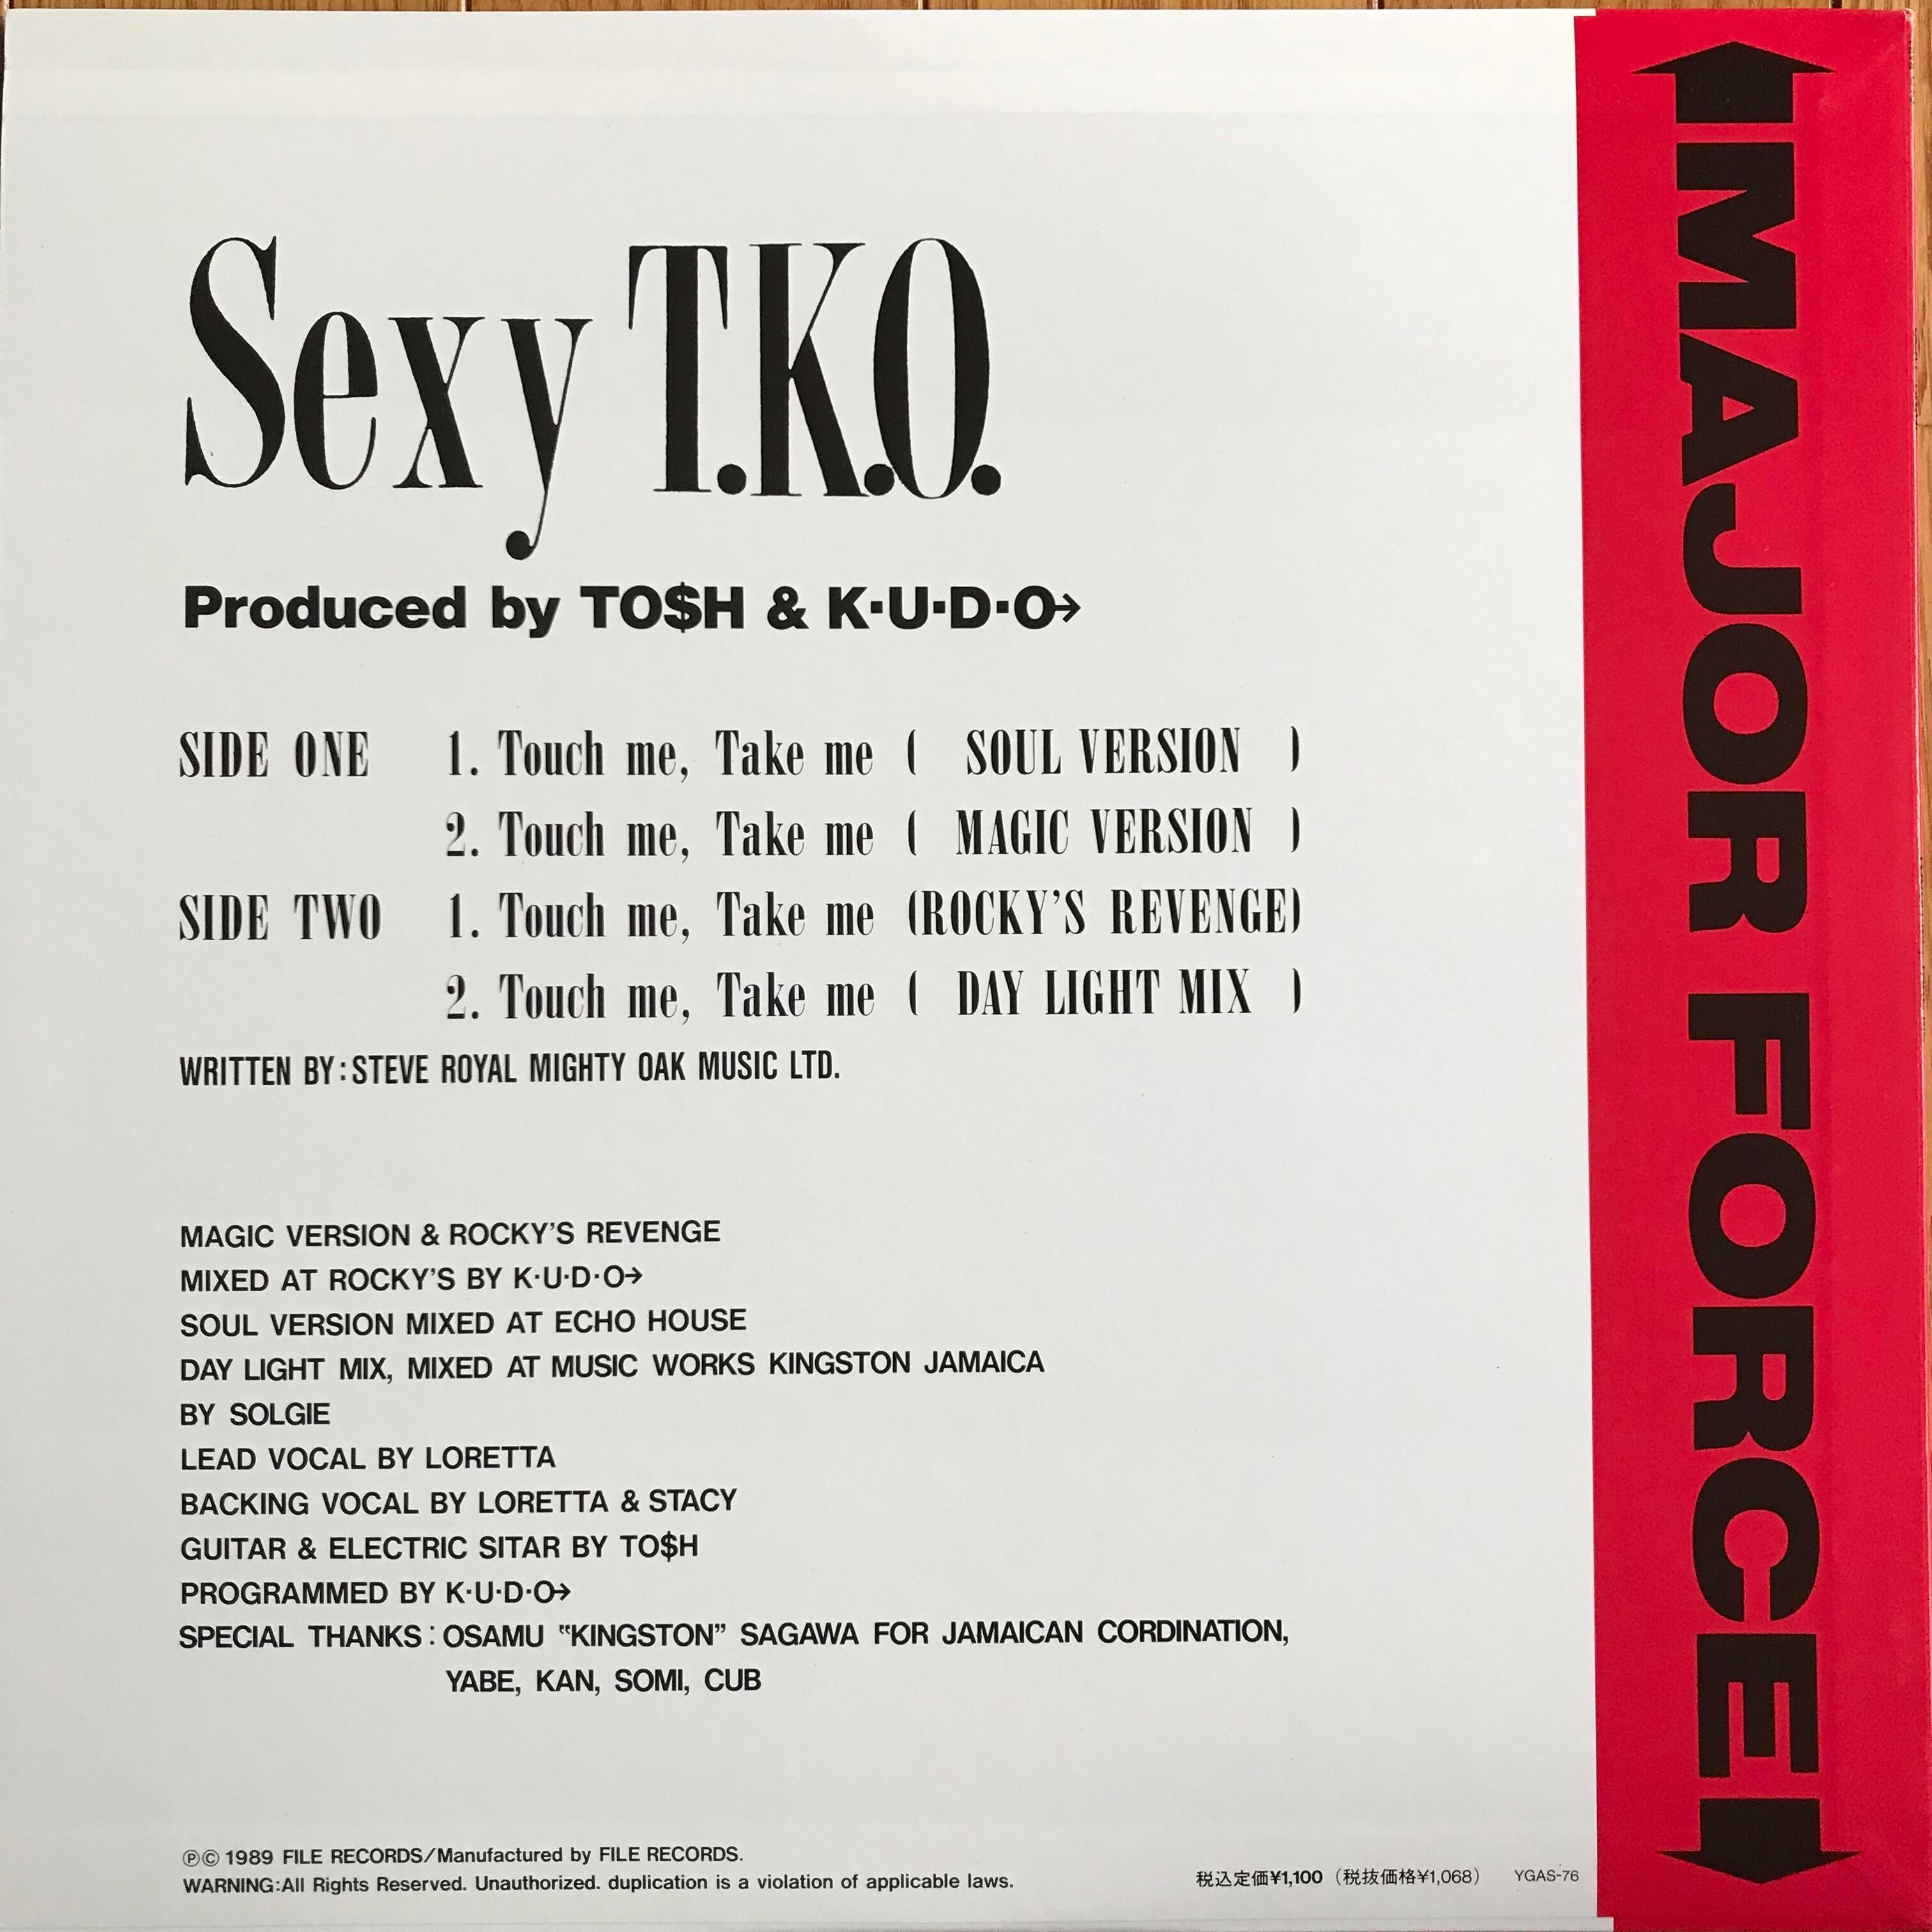 Sexy T.K.O.
Produced by TO$H & K·U·D·O→
SIDE ONE 1. Touch me, Take me ( SOUL VERSION )
2. Touch me, Take me ( MAGIC VERSION )
SIDE TWO 1. Touch me, Take me (ROCKY'S REVENGE)
2. Touch me, Take me ( DAY LIGHT MIX )
WRITTEN BY:STEVE ROYAL MIGHTY OAK MUSIC LTD.
MAGIC VERSION & ROCKY'S REVENGE
MIXED AT ROCKY'S BY K·U·D·O→
SOUL VERSION MIXED AT ECHO HOUSE
DAY LIGHT MIX, MIXED AT MUSIC WORKS KINGSTON JAMAICA
BY SOLGIE
LEAD VOCAL BY LORETTA
BACKING VOCAL BY LORETTA & STACY
GUITAR & ELECTRIC SITAR BY TO$H
PROGRAMMED BY K·U·D·O→
SPECIAL THANKS:OSAMU "KINGSTON" SAGAWA FOR JAMAICAN CORDINATION,
YABE, KAN, SOMI, CUB
℗© 1989 FILE RECORDS/Manufactured by FILE RECORDS.
WARNING:All Rights Reserved. Unauthorized. duplication is a violation of applicable laws.
税込定価¥1,100（税抜価格¥1,068） YGAS-76
MAJOR FORCE